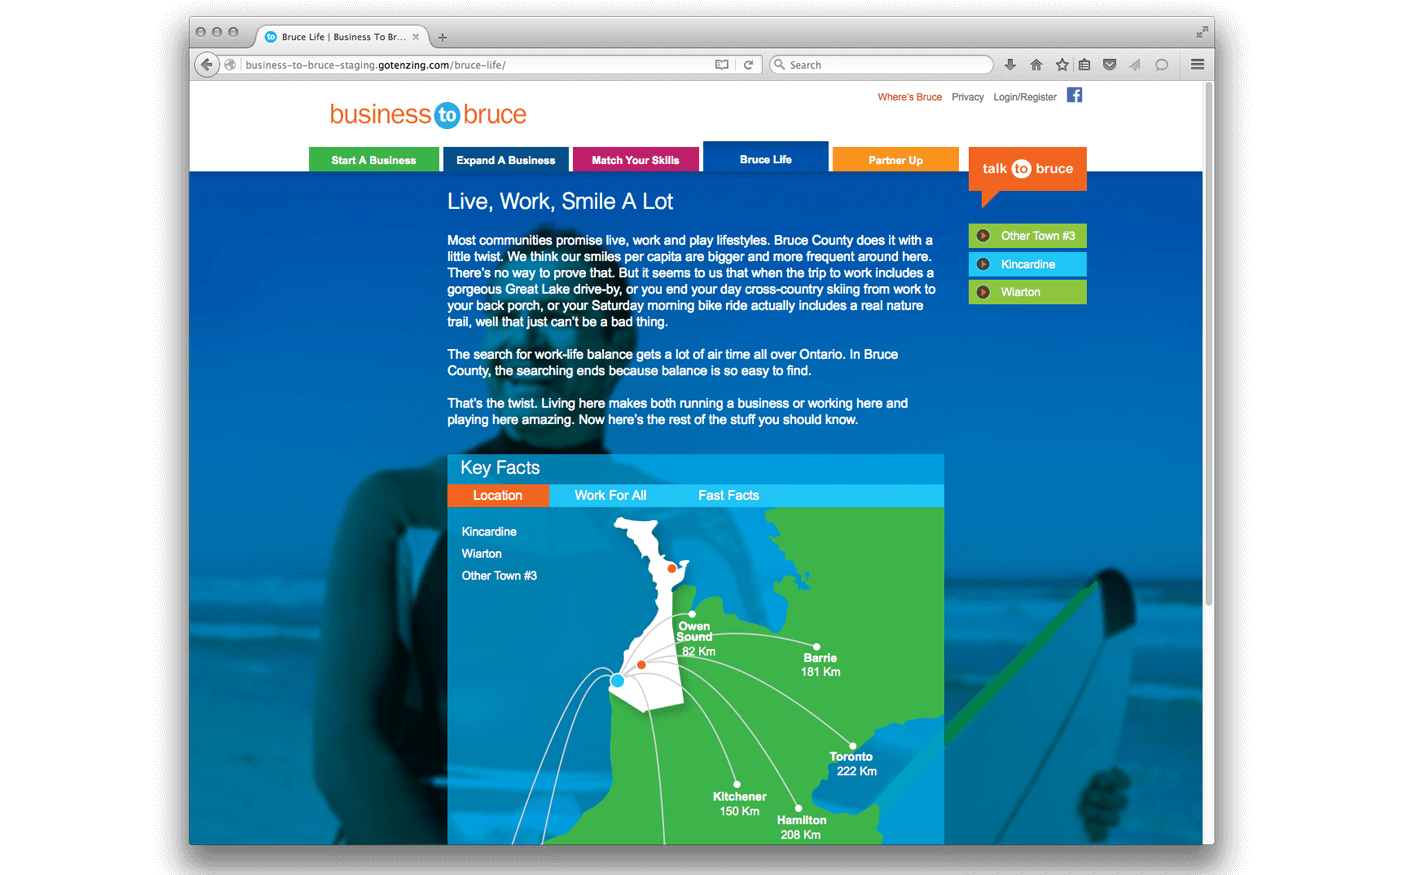 Bruce Life | Business To Br...
business-to-bruce-staging.gotenzing.com/bruce-life/
Search
Where's Bruce Privacy Login/Register
business to bruce
Start A Business
Expand A Business
Match Your Skills
Bruce Life
Partner Up
talk to bruce
Live, Work, Smile A Lot
Most communities promise live, work and play lifestyles. Bruce County does it with a
little twist. We think our smiles per capita are bigger and more frequent around here.
There's no way to prove that. But it seems to us that when the trip to work includes a
gorgeous Great Lake drive-by, or you end your day cross-country skiing from work to
your back porch, or your Saturday morning bike ride actually includes a real nature
trail, well that just can't be a bad thing.
The search for work-life balance gets a lot of air time all over Ontario. In Bruce
County, the searching ends because balance is so easy to find.
That's the twist. Living here makes both running a business or working here and
playing here amazing. Now here's the rest of the stuff you should know.
Other Town #3
Kincardine
Wiarton
Key Facts
Location
Work For All
Fast Facts
Kincardine
Wiarton
Other Town #3
Owen
Sound
82 Km
Barrie
181 Km
Toronto
222 Km
Kitchener
150 Km
Hamilton
208 Km